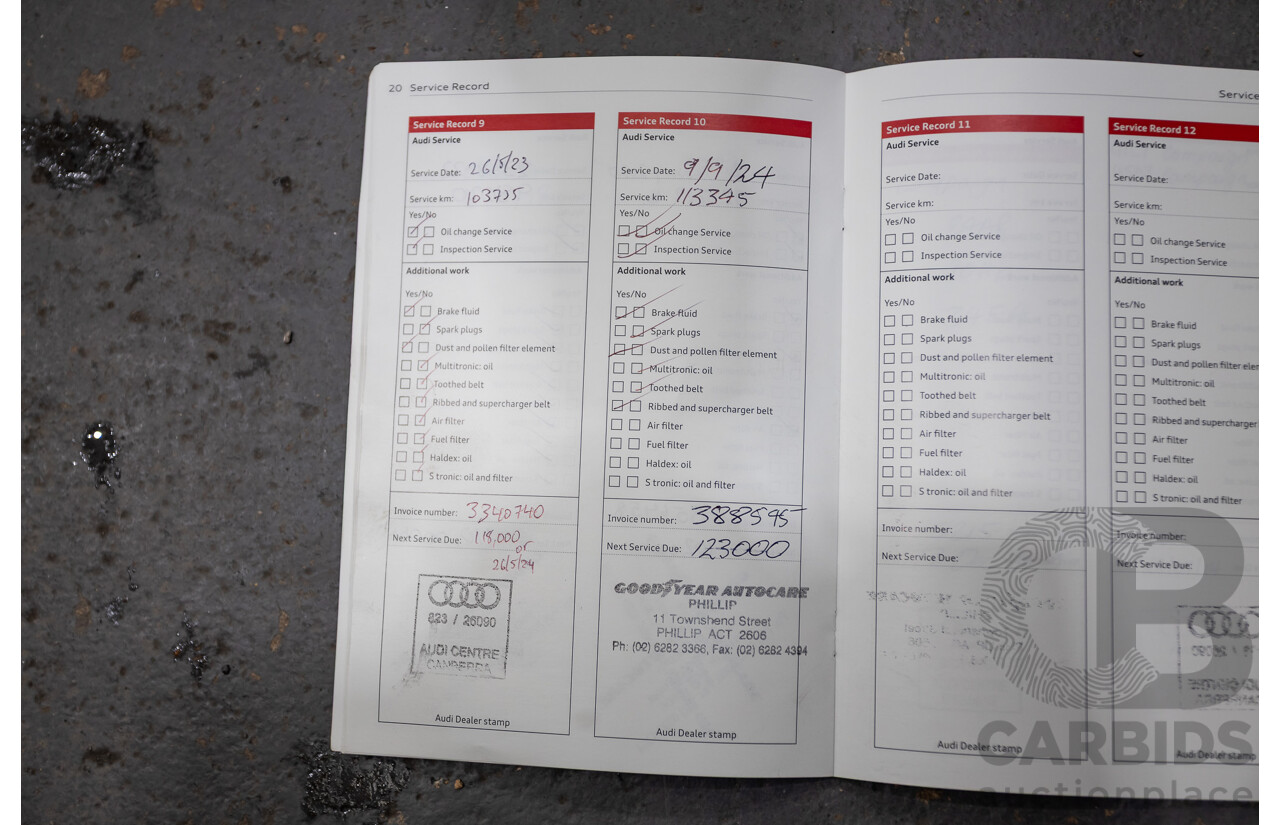 20 Service Record
Service Record 9
Audi Service
Service Date: 26/5/23
Service km: 103735
Yes/No
Oil change Service
Inspection Service
Additional work
Yes/No
Brake fluid
Spark plugs
Dust and pollen filter element
Multitronic: oil
Toothed belt
Ribbed and supercharger belt
Air filter
Fuel filter
Haldex: oil
S tronic: oil and filter
Invoice number: 3340740
Next Service Due: 118,000
or
26/5/24
823 / 26090
AUDI CENTRE
CANBERRA
Audi Dealer stamp
Service Record 10
Audi Service
Service Date: 9/9/24
Service km: 113345
Yes/No
Oil change Service
Inspection Service
Additional work
Yes/No
Brake fluid
Spark plugs
Dust and pollen filter element
Multitronic: oil
Toothed belt
Ribbed and supercharger belt
Air filter
Fuel filter
Haldex: oil
S tronic: oil and filter
Invoice number: 388595
Next Service Due: 123000
GOODYEAR AUTOCARE
PHILLIP
11 Townshend Street
PHILLIP ACT 2606
Ph: (02) 6282 3366, Fax: (02) 6282 4394
Audi Dealer stamp
Service
Service Record 11
Audi Service
Service Date:
Service km:
Yes/No
Oil change Service
Inspection Service
Additional work
Yes/No
Brake fluid
Spark plugs
Dust and pollen filter element
Multitronic: oil
Toothed belt
Ribbed and supercharger belt
Air filter
Fuel filter
Haldex: oil
S tronic: oil and filter
Invoice number:
Next Service Due:
Audi Dealer stamp
Service Record 12
Audi Service
Service Date:
Service km:
Yes/No
Oil change Service
Inspection Service
Additional work
Yes/No
Brake fluid
Spark plugs
Dust and pollen filter eler
Multitronic: oil
Toothed belt
Ribbed and supercharger
Air filter
Fuel filter
Haldex: oil
S tronic: oil and filter
Invoice number:
Next Service Due:
Audi Dealer stamp
CARBIDS
auctionplace